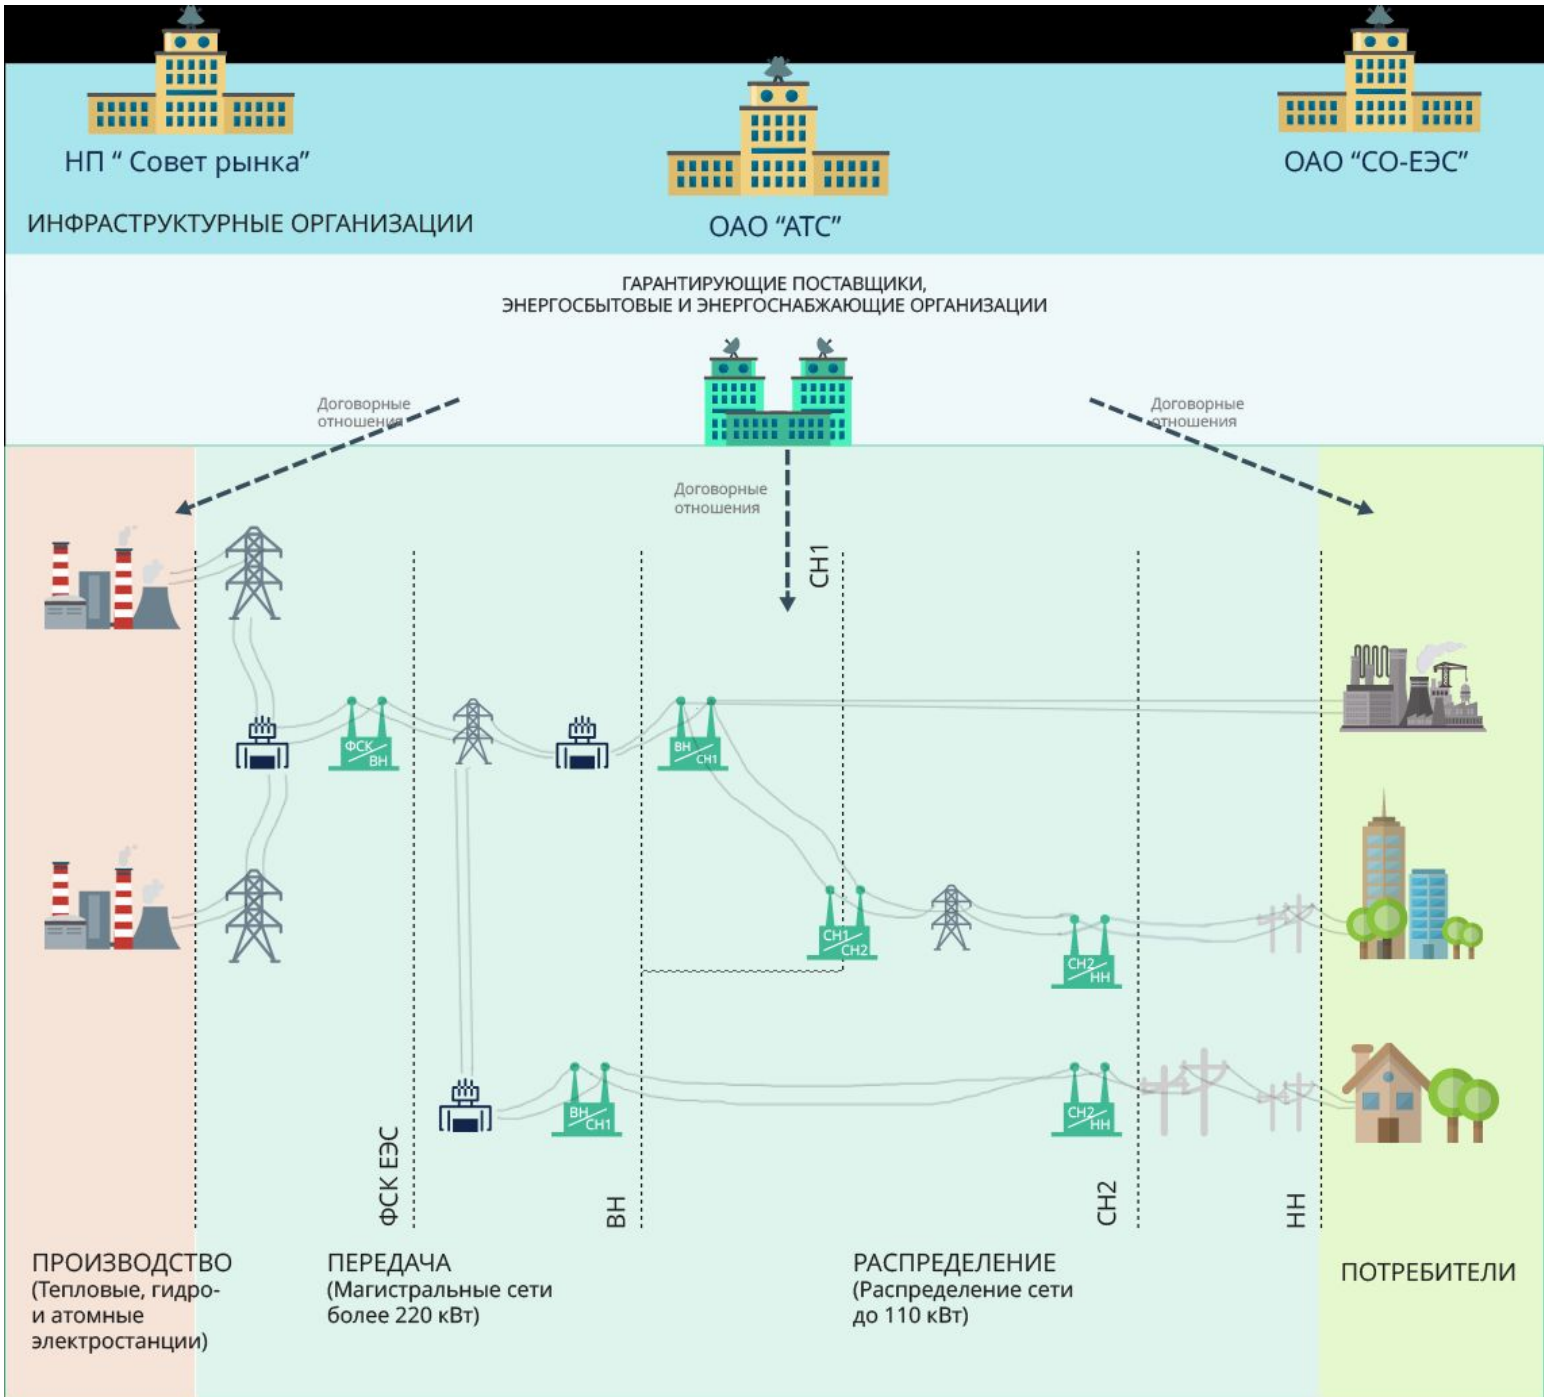 НП “ Совет рынка”
ОАО “СО-ЕЭС”
ИНФРАСТРУКТУРНЫЕ ОРГАНИЗАЦИИ
ОАО “АТС”
ГАРАНТИРУЮЩИЕ ПОСТАВЩИКИ,
ЭНЕРГОСБЫТОВЫЕ И ЭНЕРГОСНАБЖАЮЩИЕ ОРГАНИЗАЦИИ
Договорные
отношения
Договорные
отношения
Договорные
отношения
СН1
ФСК
ВН
ВН
СН1
СН1
СН2
СН2
НН
ВН
СН1
СН2
НН
ФСК ЕЭС
ВН
СН2
НН
ПРОИЗВОДСТВО
(Тепловые, гидро-
и атомные
электростанции)
ПЕРЕДАЧА
(Магистральные сети
более 220 кВт)
РАСПРЕДЕЛЕНИЕ
(Распределение сети
до 110 кВт)
ПОТРЕБИТЕЛИ